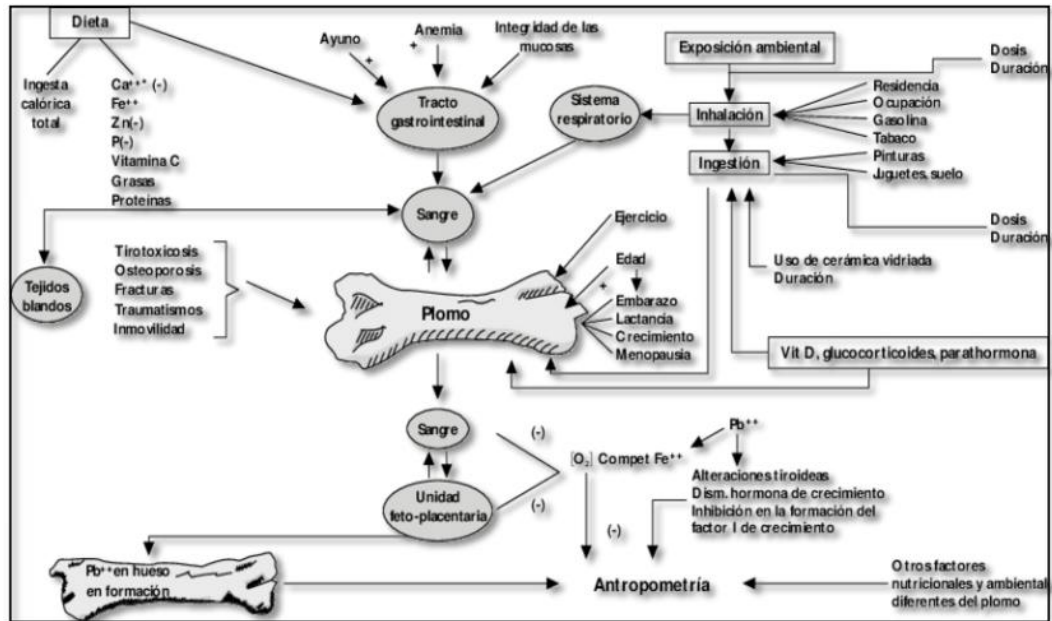 Dieta
Ingesta
calórica
total
Ca⁺⁺ (-)
Fe⁺⁺
Zn(-)
P(-)
Vitamina C
Grasas
Proteínas
Ayuno
+
Anemia
+
Integridad de las
mucosas
Tracto
gastrointestinal
Sistema
respiratorio
Exposición ambiental
Inhalación
Ingestión
Dosis
Duración
Residencia
Ocupación
Gasolina
Tabaco
Pinturas
Juguetes, suelo
Dosis
Duración
Uso de cerámica vidriada
Duración
Vit D, glucocorticoides, parathormona
Sangre
Tejidos
blandos
Tirotoxicosis
Osteoporosis
Fracturas
Traumatismos
Inmovilidad
Plomo
Ejercicio
Edad
+
Embarazo
Lactancia
Crecimiento
Menopausia
Sangre
Unidad
feto-placentaria
(-)
(-)
[O₂] Compet Fe⁺⁺
Pb⁺⁺
Alteraciones tiroideas
Dism. hormona de crecimiento
Inhibición en la formación del
factor I de crecimiento
(-)
Pb⁺⁺ en hueso
en formación
Antropometría
Otros factores
nutricionales y ambiental
diferentes del plomo